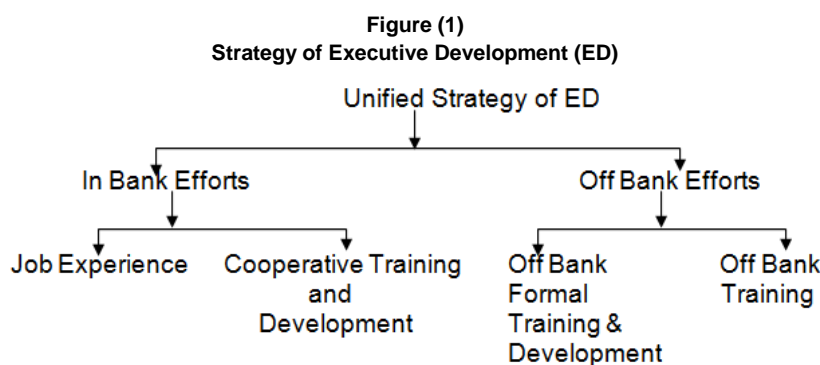 Figure (1)
Strategy of Executive Development (ED)
Unified Strategy of ED
In Bank Efforts
Off Bank Efforts
Job Experience
Cooperative Training
and
Development
Off Bank
Formal
Training &
Development
Off Bank
Training